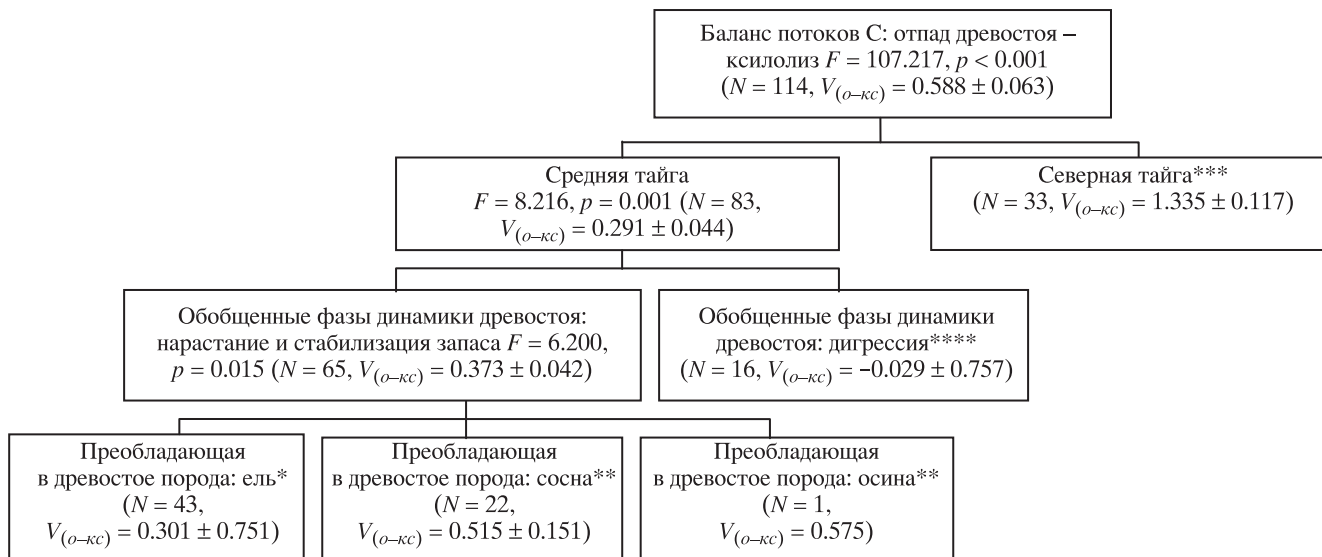 Баланс потоков С: отпад древостоя –
ксилолиз F = 107.217, p < 0.001
(N = 114, V(о–кс) = 0.588 ± 0.063)
Средняя тайга
F = 8.216, p = 0.001 (N = 83,
V(о–кс) = 0.291 ± 0.044)
Северная тайга***
(N = 33, V(о–кс) = 1.335 ± 0.117)
Обобщенные фазы динамики древостоя:
нарастание и стабилизация запаса F = 6.200,
p = 0.015 (N = 65, V(о–кс) = 0.373 ± 0.042)
Обобщенные фазы динамики
древостоя: дигрессия****
(N = 16, V(о–кс) = −0.029 ± 0.757)
Преобладающая
в древостое порода: ель*
(N = 43,
V(о–кс) = 0.301 ± 0.751)
Преобладающая
в древостое порода: сосна**
(N = 22,
V(о–кс) = 0.515 ± 0.151)
Преобладающая
в древостое порода: осина**
(N = 1,
V(о–кс) = 0.575)